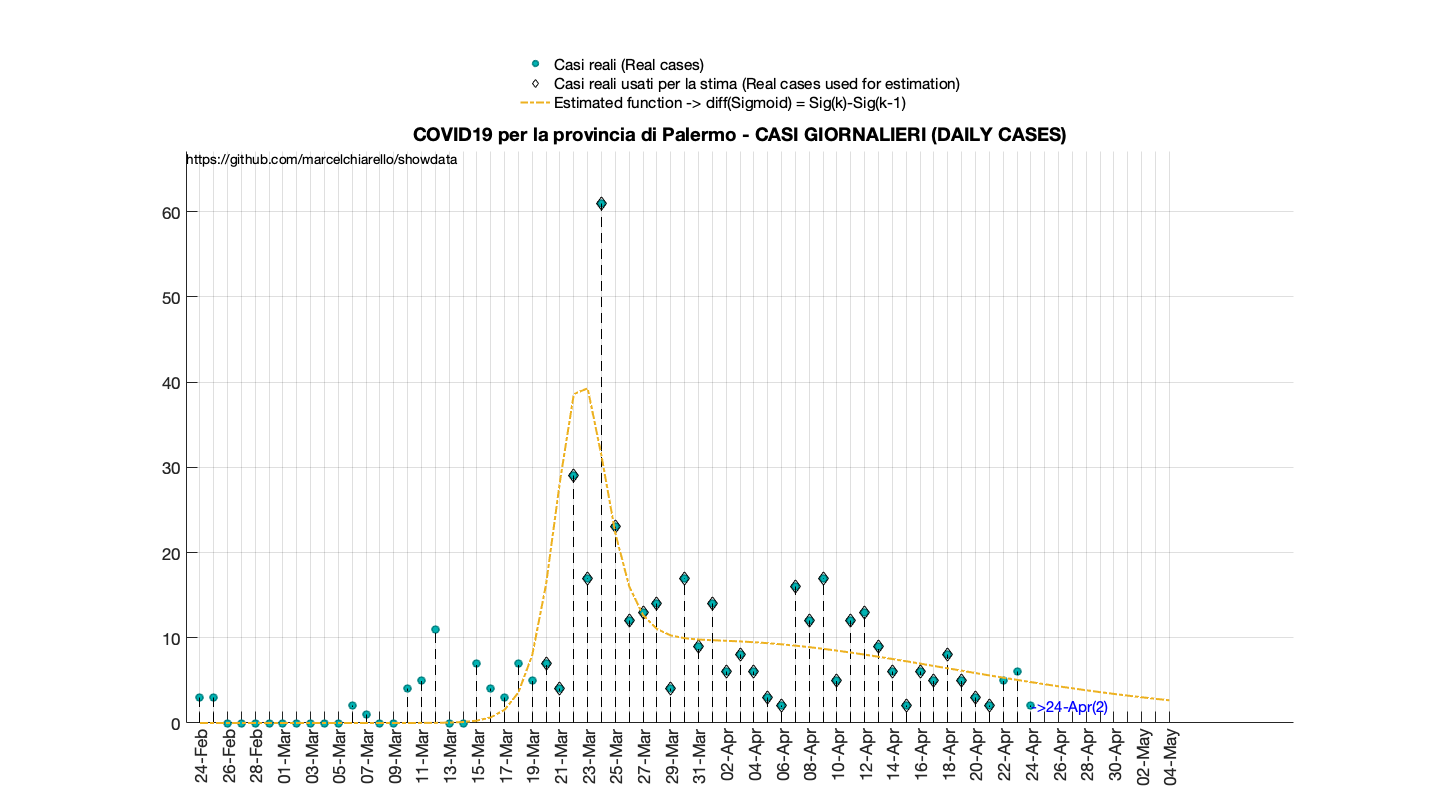 Casi reali (Real cases)
Casi reali usati per la stima (Real cases used for estimation)
Estimated function -> diff(Sigmoid) = Sig(k)-Sig(k-1)
COVID19 per la provincia di Palermo - CASI GIORNALIERI (DAILY CASES)
https://github.com/marcelchiarello/showdata
60
50
40
30
20
10
0
->24-Apr(2)
24-Feb
26-Feb
28-Feb
01-Mar
03-Mar
05-Mar
07-Mar
09-Mar
11-Mar
13-Mar
15-Mar
17-Mar
19-Mar
21-Mar
23-Mar
25-Mar
27-Mar
29-Mar
31-Mar
02-Apr
04-Apr
06-Apr
08-Apr
10-Apr
12-Apr
14-Apr
16-Apr
18-Apr
20-Apr
22-Apr
24-Apr
26-Apr
28-Apr
30-Apr
02-May
04-May